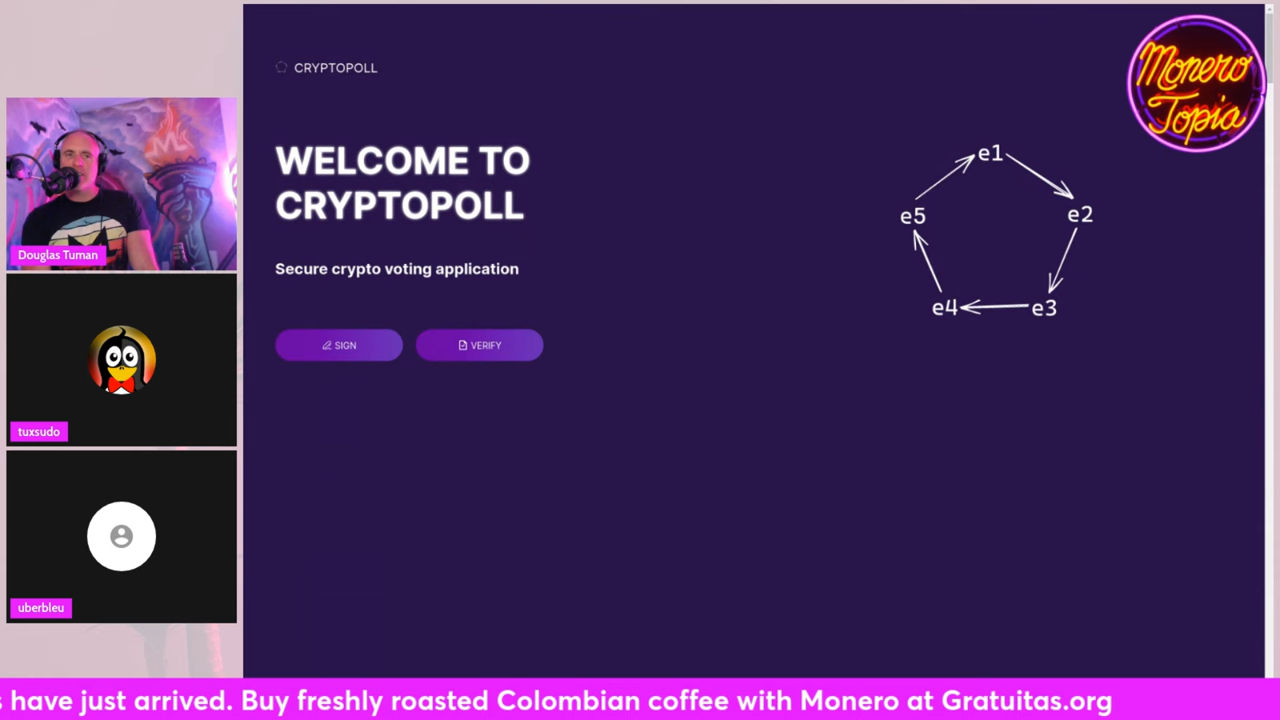 CRYPTOPOLL
WELCOME TO
CRYPTOPOLL
Secure crypto voting application
SIGN
VERIFY
e1
e2
e3
e4
e5
Monero
Topia
Douglas Tuman
tuxsudo
uberbleu
have just arrived. Buy freshly roasted Colombian coffee with Monero at Gratuitas.org